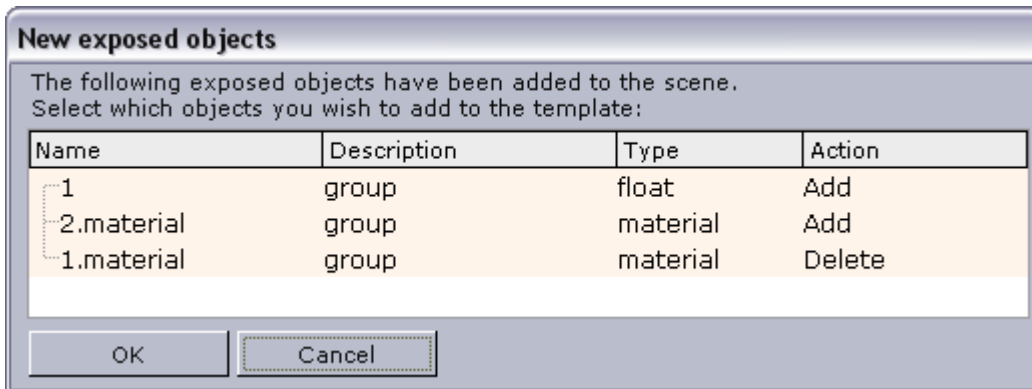 New exposed objects
The following exposed objects have been added to the scene.
Select which objects you wish to add to the template:
Name Description Type Action
1 group float Add
2.material group material Add
1.material group material Delete
OK Cancel